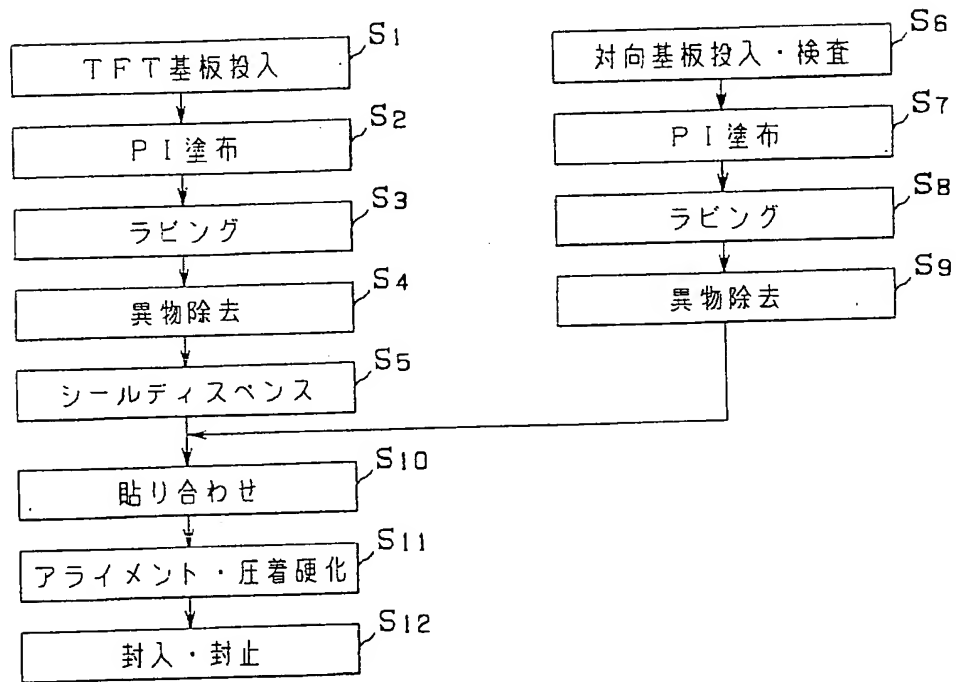 S1
TFT基板投入
S2
PI塗布
S3
ラビング
S4
異物除去
S5
シールディスペンス
S6
対向基板投入・検査
S7
PI塗布
S8
ラビング
S9
異物除去
S10
貼り合わせ
S11
アライメント・圧着硬化
S12
封入・封止